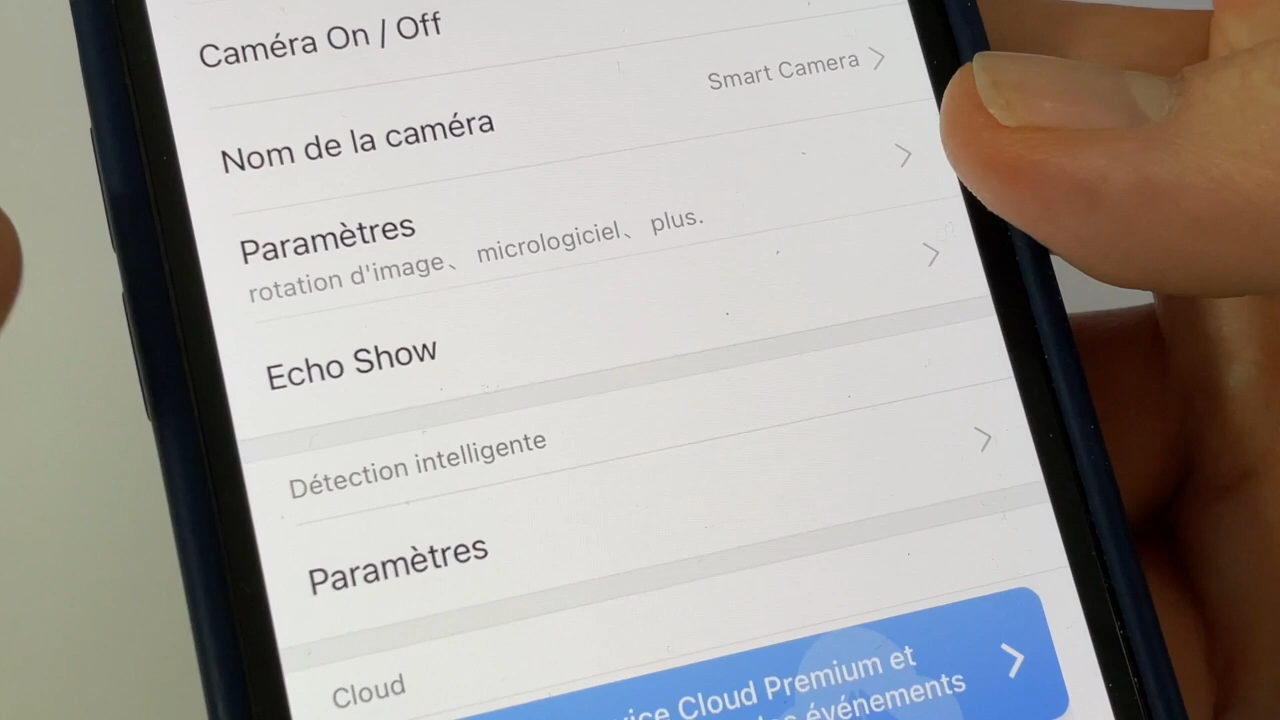 Caméra On / Off
Nom de la caméra
Smart Camera
Paramètres
rotation d'image、 micrologiciel、 plus.
Echo Show
Détection intelligente
Paramètres
Cloud
Cloud Premium et
événements